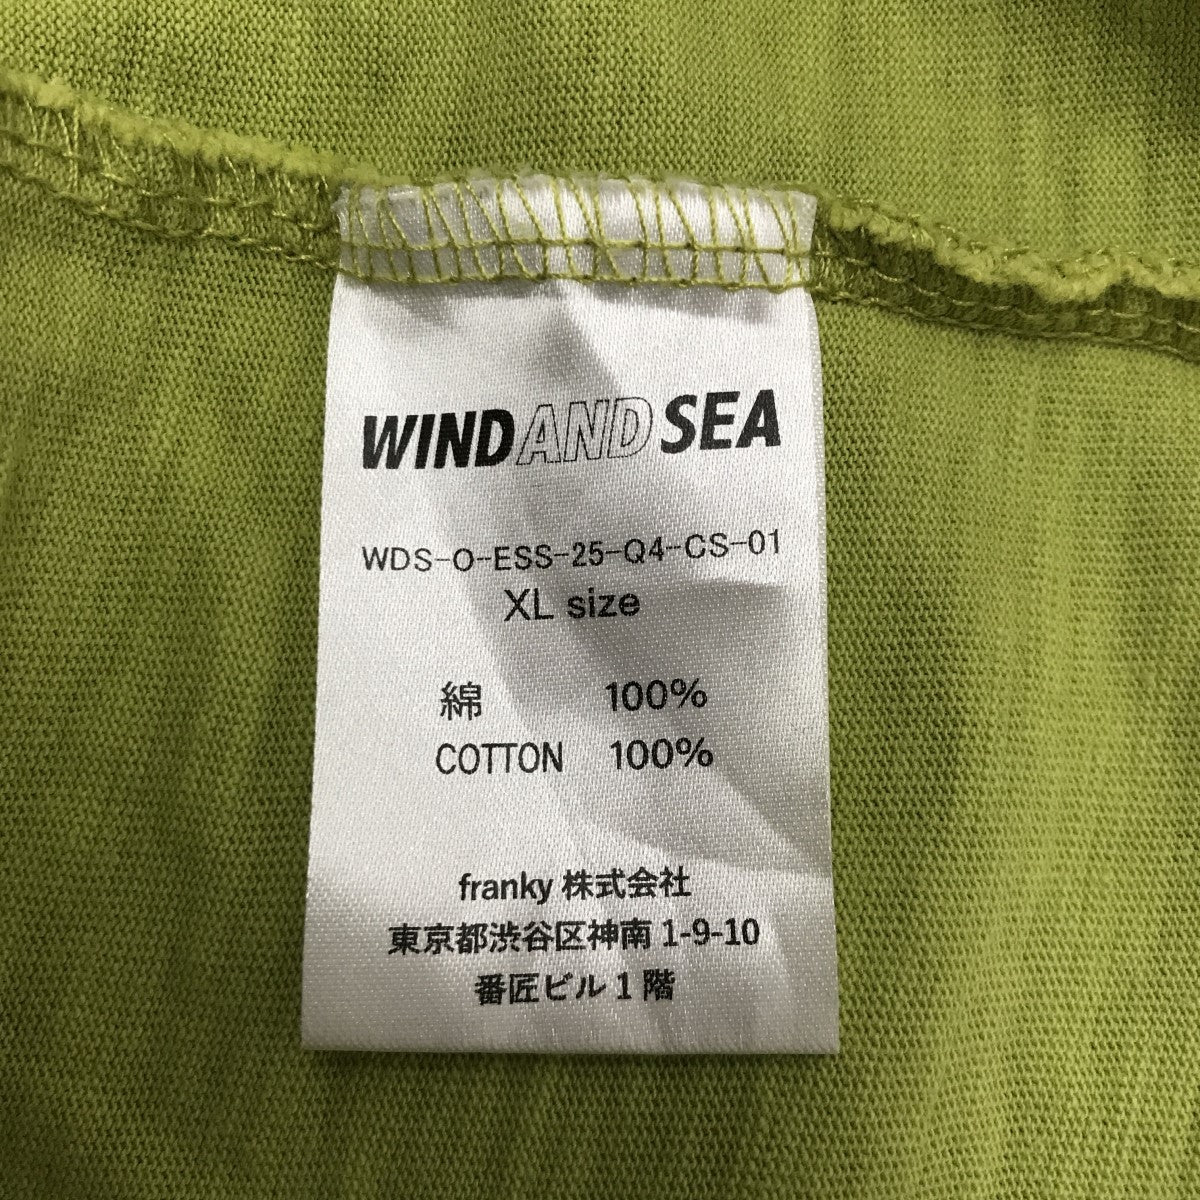 WIND AND SEA
WDS-O-ESS-25-Q4-CS-01
XL size
綿 100%
COTTON 100%
franky 株式会社
東京都渋谷区神南 1-9-10
番匠ビル 1 階